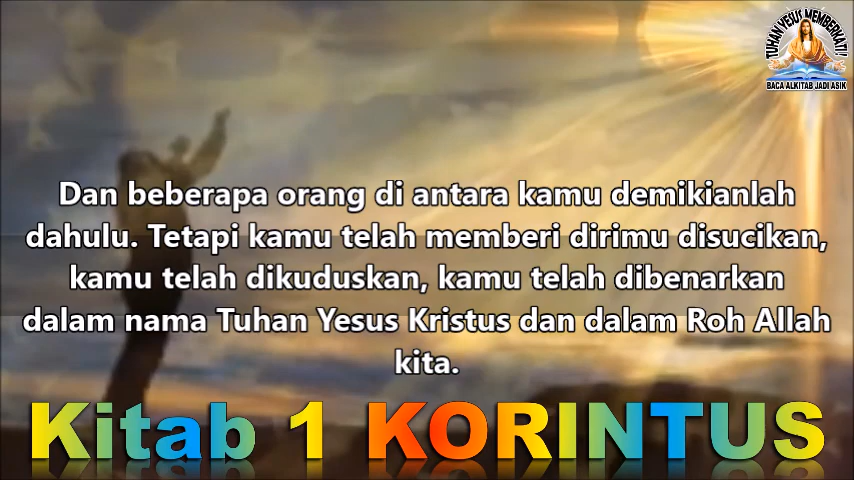 TUHAN YESUS MEMBERKATI!
BACA ALKITAB JADI ASIK
Dan beberapa orang di antara kamu demikianlah
dahulu. Tetapi kamu telah memberi dirimu disucikan,
kamu telah dikuduskan, kamu telah dibenarkan
dalam nama Tuhan Yesus Kristus dan dalam Roh Allah
kita.
Kitab 1 KORINTUS